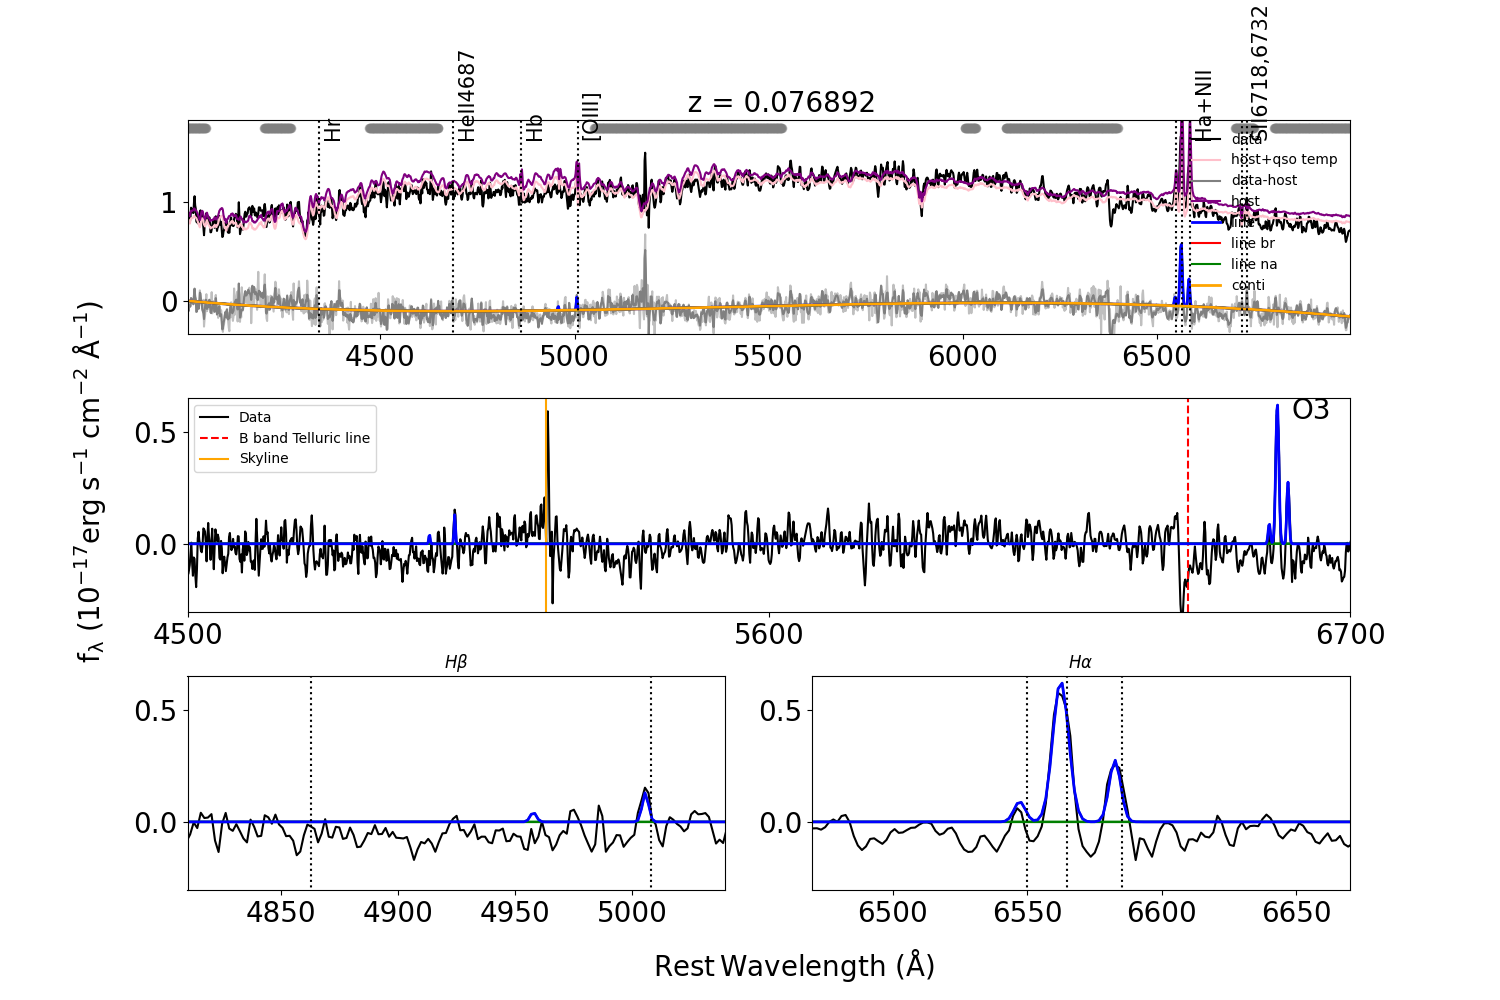 z = 0.076892
Hr
HeII4687
Hb
[OIII]
Ha+NII
SII6718,6732
data
host+qso temp
data-host
host
line
line br
line na
conti
1
0
4500 5000 5500 6000 6500
Data
B band Telluric line
Skyline
O3
0.5
0.0
4500 5600 6700
fλ (10⁻¹⁷erg s⁻¹ cm⁻² Å⁻¹)
Hβ
0.5
0.0
4850 4900 4950 5000
Hα
0.5
0.0
6500 6550 6600 6650
Rest Wavelength (Å)